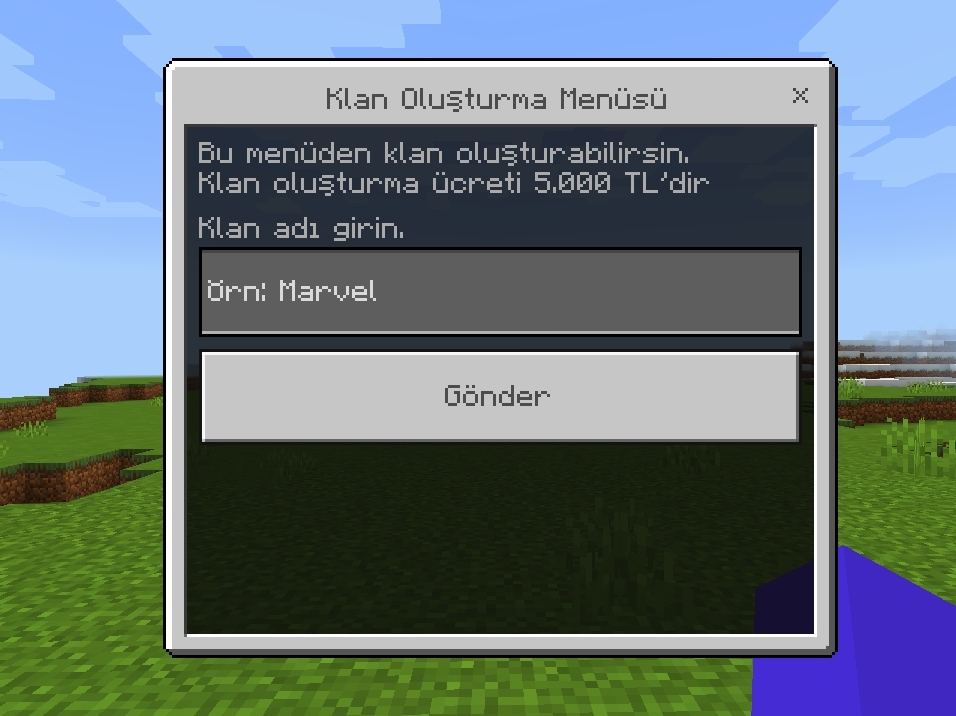 Klan Oluşturma Menüsü
Bu menüden klan oluşturabilirsin.
Klan oluşturma ücreti 5.000 TL'dir
Klan adı girin.
Örn: Marvel
Gönder